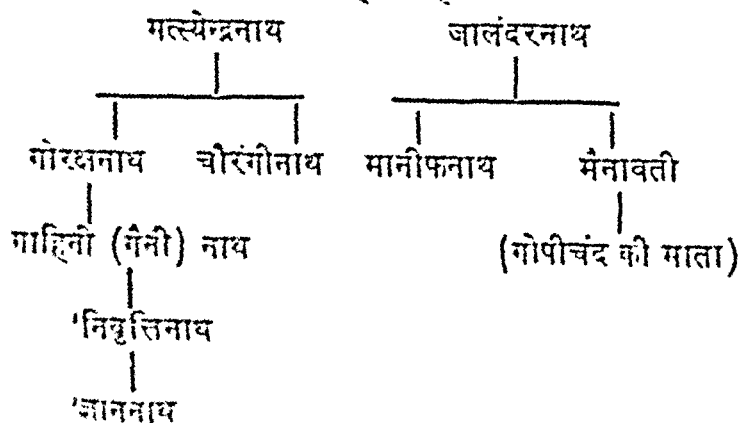 मत्स्येन्द्रनाथ जालंदरनाथ
गोरक्षनाथ चौरंगीनाथ मानीफनाथ मैनावती
गाहिनी (गैनी) नाथ (गोपीचंद की माता)
'निवृत्तिनाथ
'ज्ञाननाथ